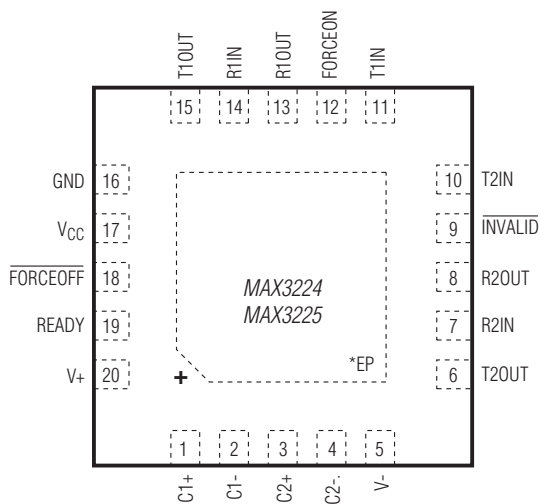 T1OUT R1IN R1OUT FORCEON T1IN
15 14 13 12 11
GND 16 10 T2IN
VCC 17 9 INVALID
FORCEOFF 18 8 R2OUT
MAX3224
READY 19 7 R2IN
MAX3225
*EP
V+ 20 + 6 T2OUT
1 2 3 4 5
C1+ C1- C2+ C2-. V-